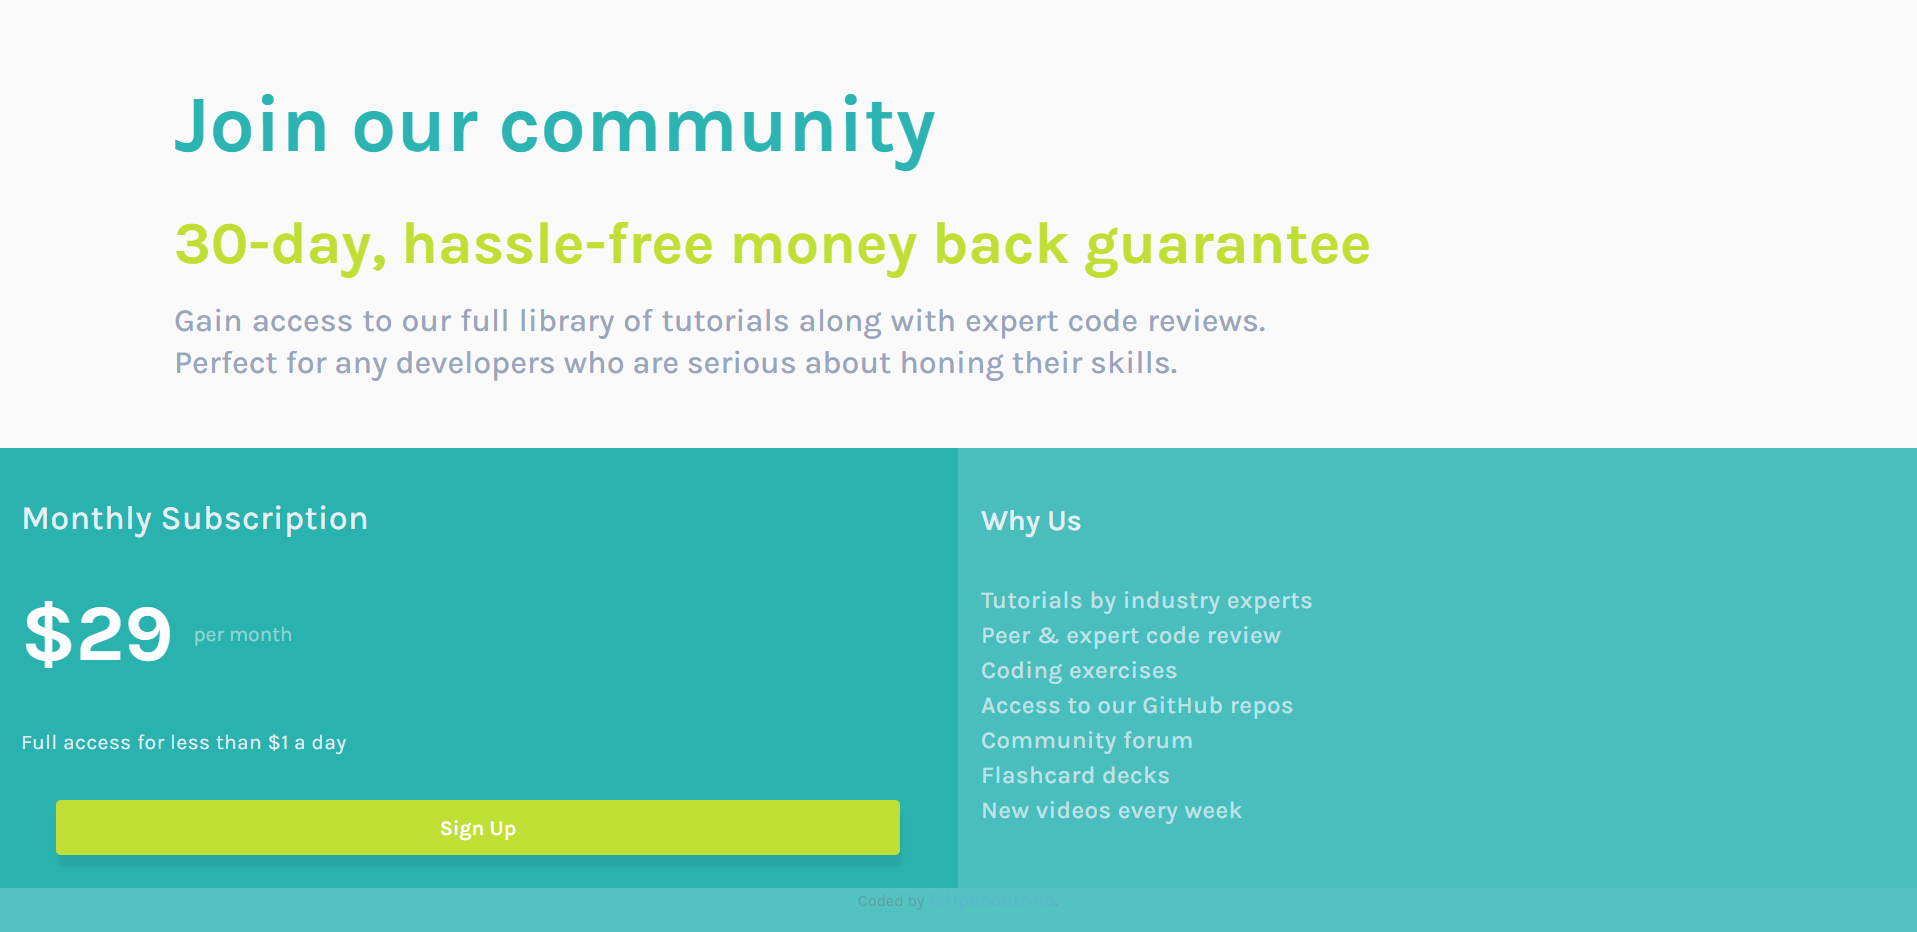 Join our community
30-day, hassle-free money back guarantee
Gain access to our full library of tutorials along with expert code reviews.
Perfect for any developers who are serious about honing their skills.
Monthly Subscription
$29 per month
Full access for less than $1 a day
Sign Up
Why Us
Tutorials by industry experts
Peer & expert code review
Coding exercises
Access to our GitHub repos
Community forum
Flashcard decks
New videos every week
Coded by